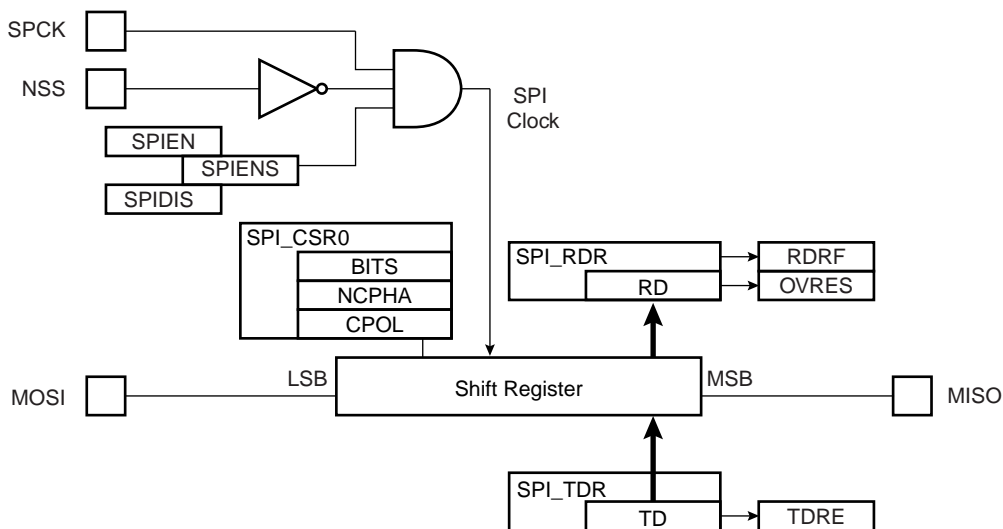 SPCK
NSS
SPI
Clock
SPIEN
SPIENS
SPIDIS
SPI_CSR0
BITS
NCPHA
CPOL
SPI_RDR
RD
RDRF
OVRES
MOSI
LSB
Shift Register
MSB
MISO
SPI_TDR
TD
TDRE